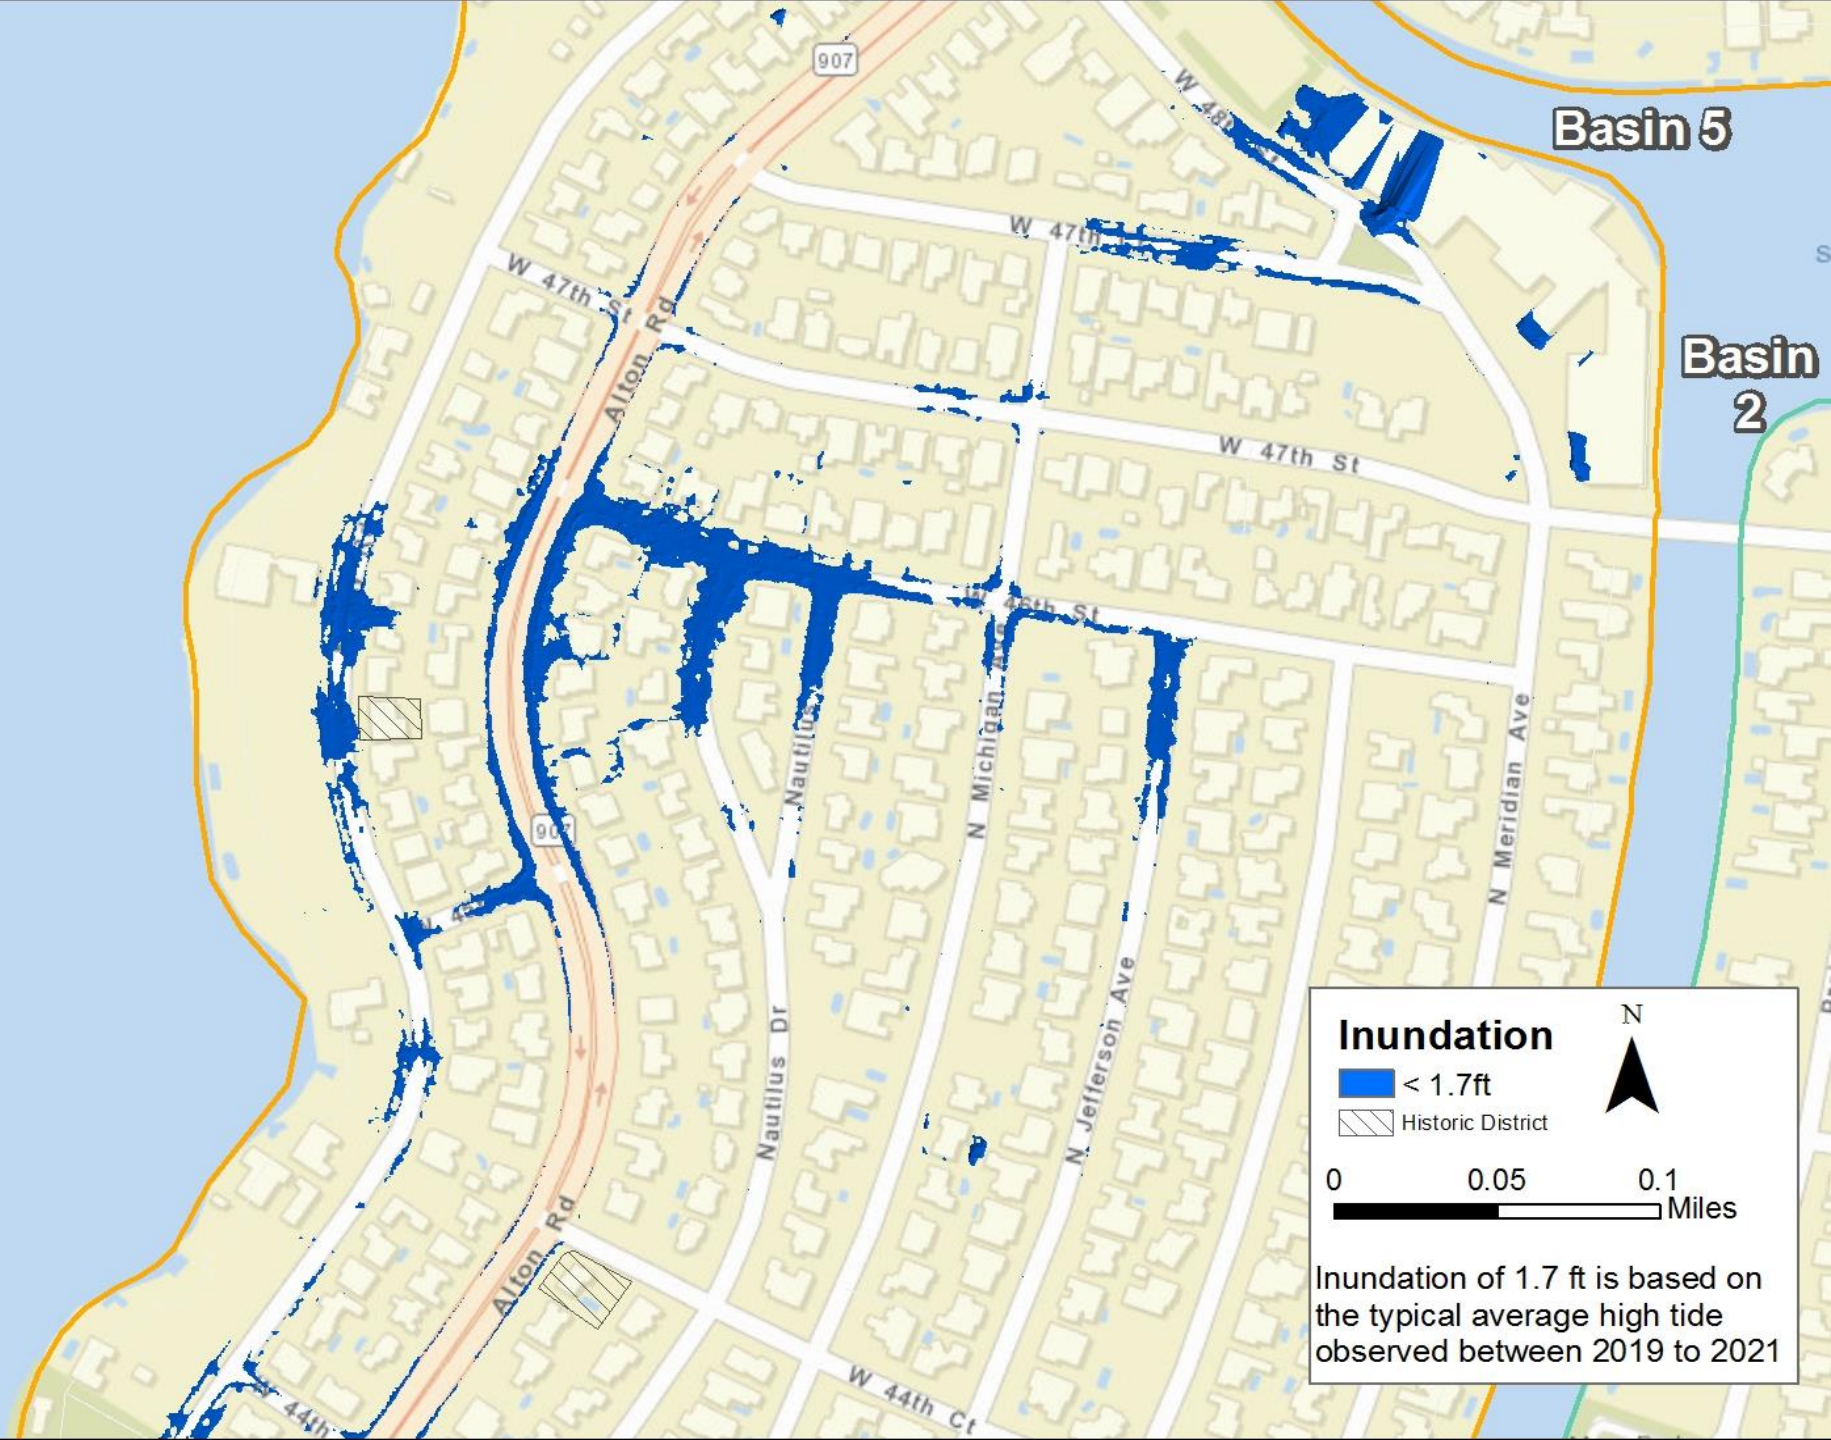 907
W 48th St
Basin 5
W 47th
W 47th St
Alton Rd
Basin
2
W 47th St
W 46th St
N Michigan Ave
Nautilus
N Meridian Ave
907
W 45
Nautilus Dr
N Jefferson Ave
Alton Rd
W 44th Ct
W 44th
Inundation
N
< 1.7ft
Historic District
0 0.05 0.1
Miles
Inundation of 1.7 ft is based on
the typical average high tide
observed between 2019 to 2021